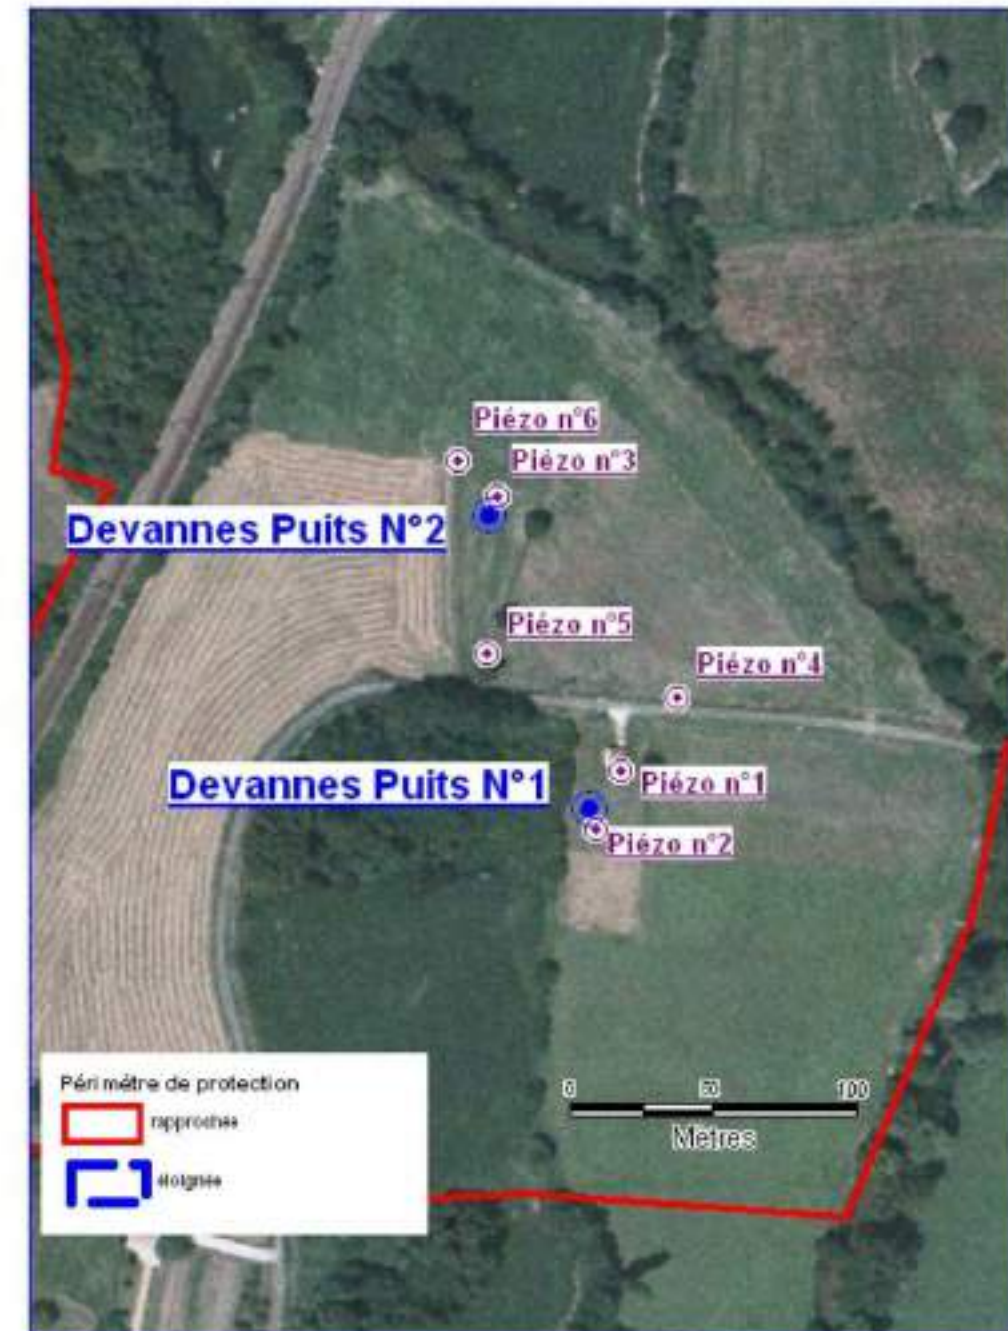 Piézo n°6
Piézo n°3
Devannes Puits N°2
Piézo n°5
Piézo n°4
Devannes Puits N°1
Piézo n°1
Piézo n°2
Périmétre de protection
rapprochée
éloignée
0 50 100
Mètres